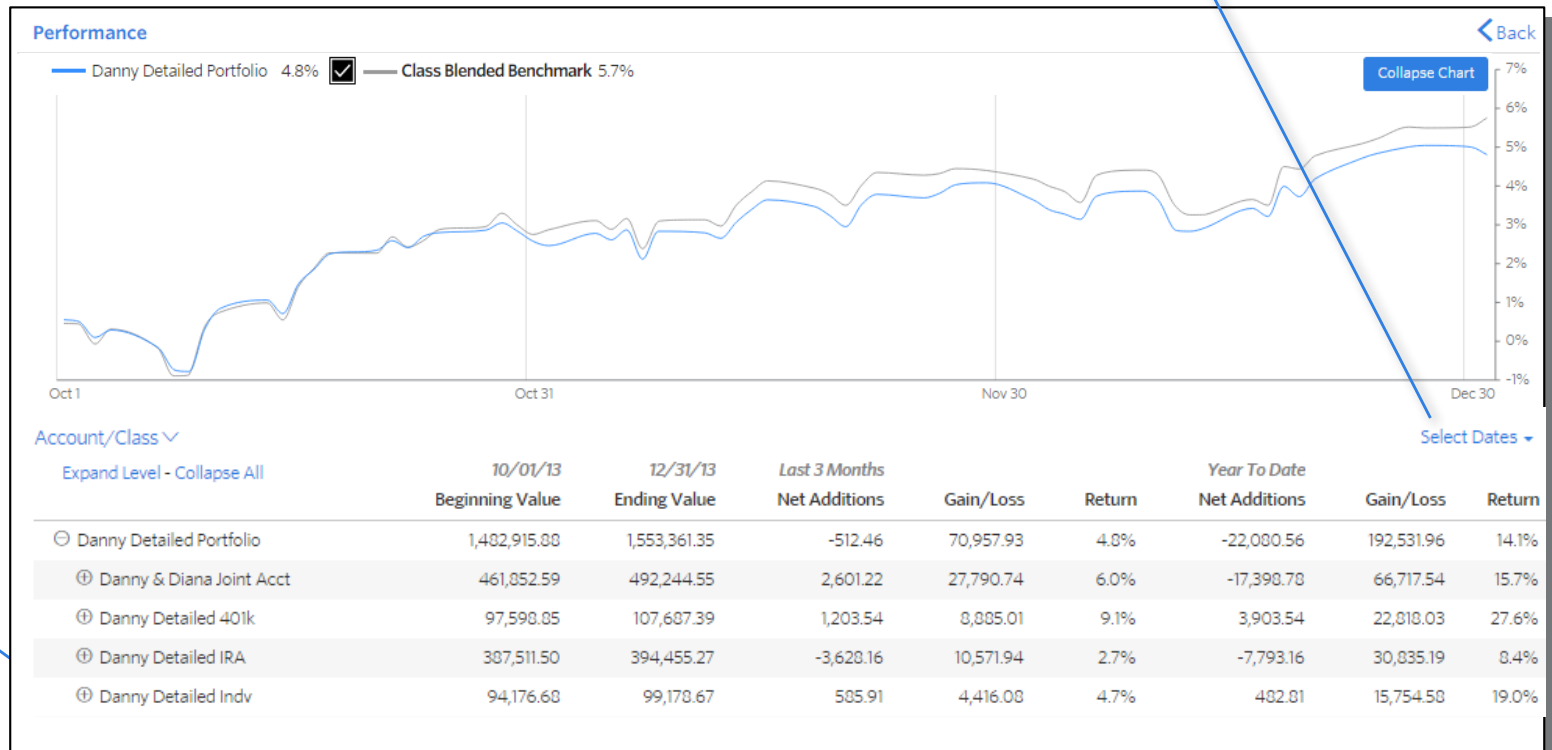 Performance
Back
Danny Detailed Portfolio 4.8% Class Blended Benchmark 5.7%
Collapse Chart
7%
6%
5%
4%
3%
2%
1%
0%
-1%
Oct 1 Oct 31 Nov 30 Dec 30
Account/Class
Select Dates
Expand Level - Collapse All 10/01/13 12/31/13 Last 3 Months Year To Date
Beginning Value Ending Value Net Additions Gain/Loss Return Net Additions Gain/Loss Return
Danny Detailed Portfolio 1,482,915.88 1,553,361.35 -512.46 70,957.93 4.8% -22,080.56 192,531.96 14.1%
Danny & Diana Joint Acct 461,852.59 492,244.55 2,601.22 27,790.74 6.0% -17,398.78 66,717.54 15.7%
Danny Detailed 401k 97,598.85 107,687.39 1,203.54 8,885.01 9.1% 3,903.54 22,818.03 27.6%
Danny Detailed IRA 387,511.50 394,455.27 -3,628.16 10,571.94 2.7% -7,793.16 30,835.19 8.4%
Danny Detailed Indv 94,176.68 99,178.67 585.91 4,416.08 4.7% 482.81 15,754.58 19.0%